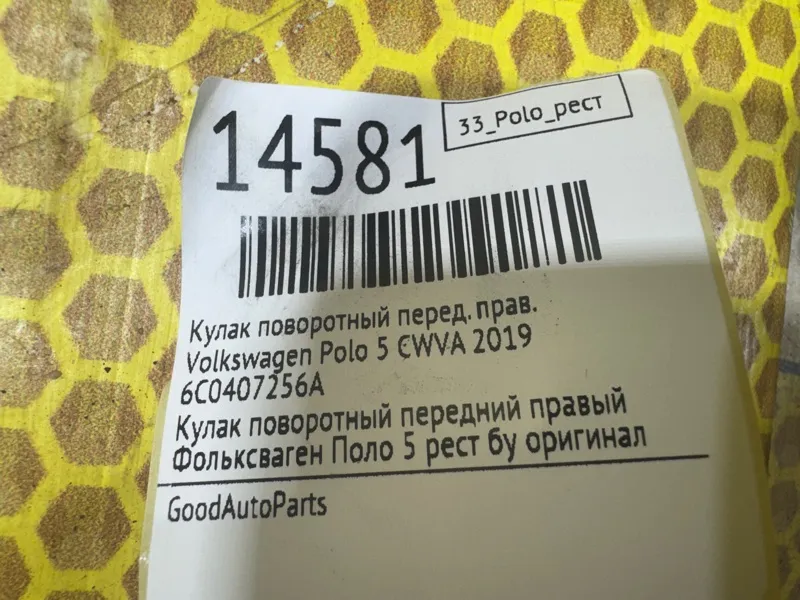 14581
33_Polo_рест
Кулак поворотный перед. прав.
Volkswagen Polo 5 CWVA 2019
6C0407256A
Кулак поворотный передний правый
Фольксваген Поло 5 рест бу оригинал
GoodAutoParts